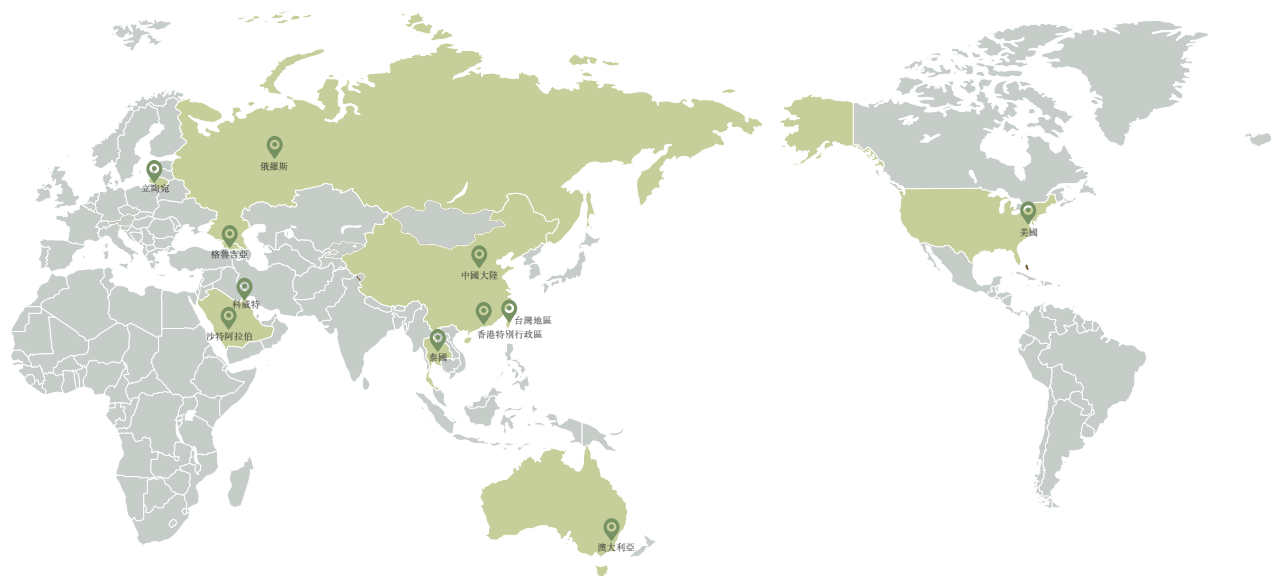 俄羅斯
立陶宛
美國
格魯吉亞
中國大陸
科威特
台灣地區
沙特阿拉伯
香港特別行政區
泰國
澳大利亞